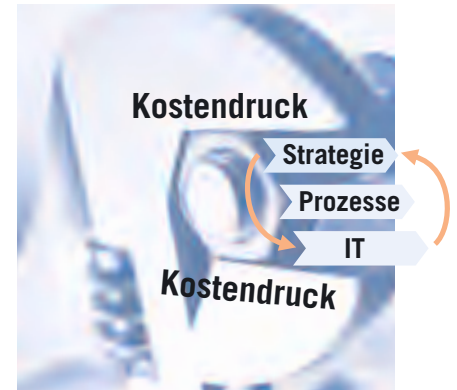 Kostendruck
Strategie
Prozesse
IT
Kostendruck